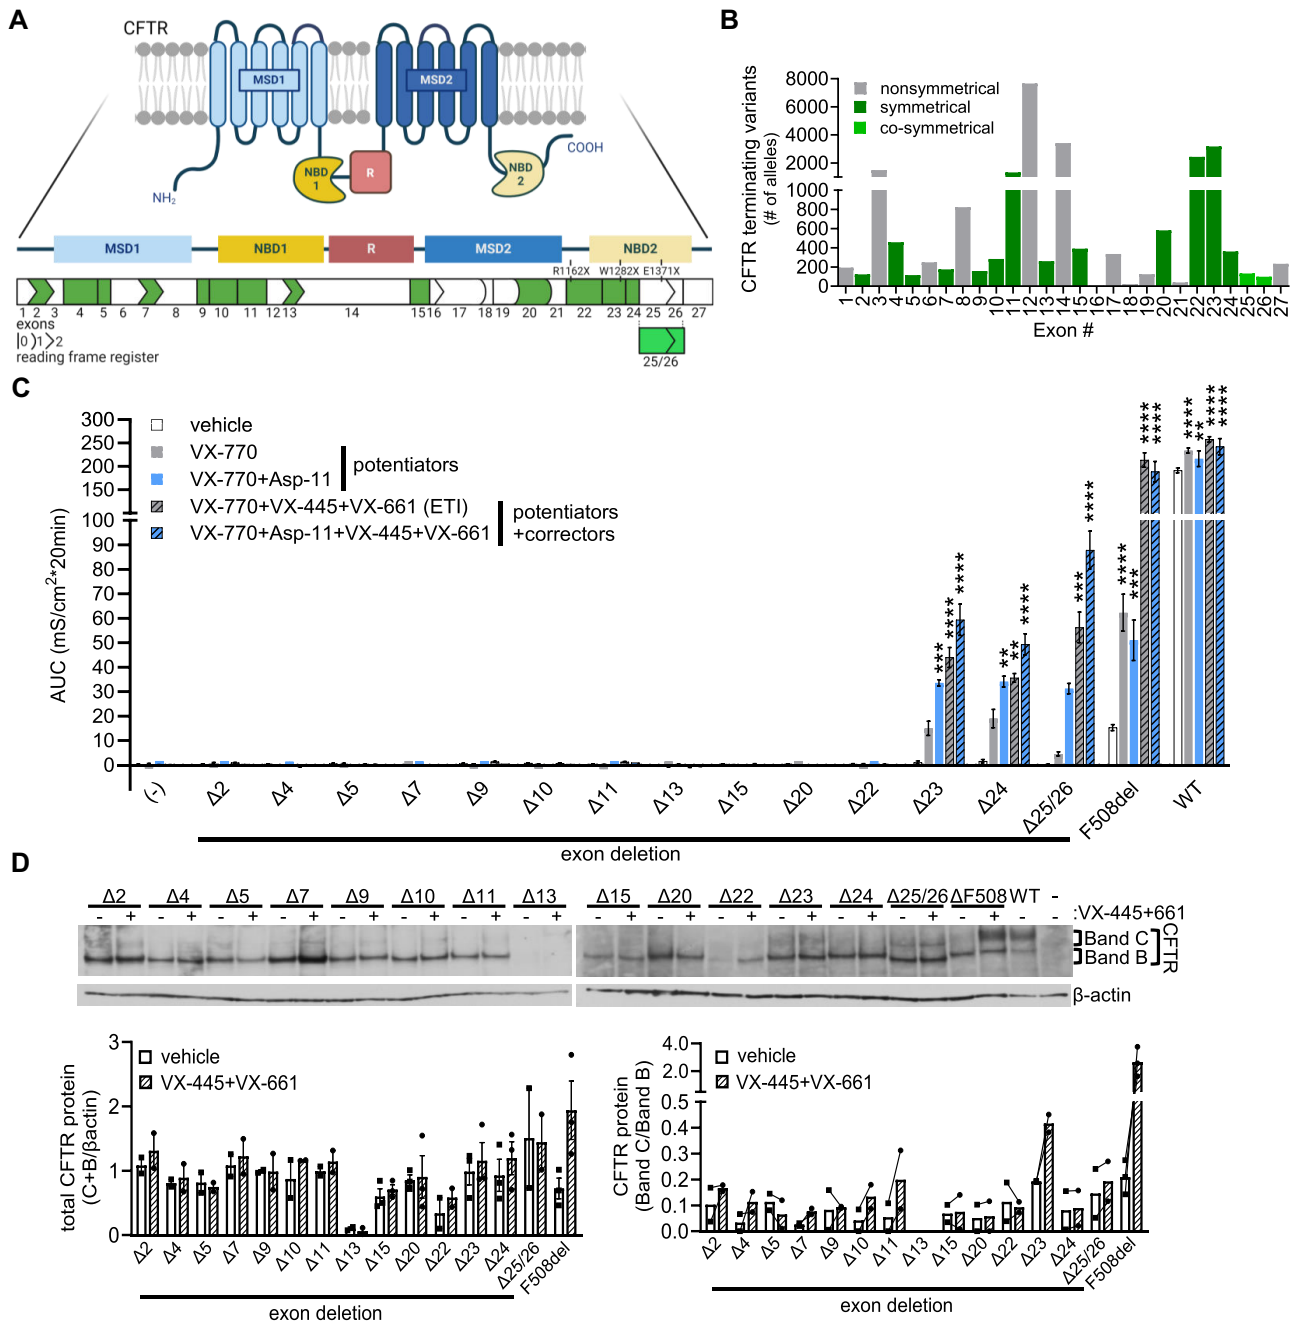 A
CFTR
MSD1
MSD2
NBD
1
R
NBD
2
NH2
COOH
MSD1
NBD1
R
MSD2
NBD2
R1162X
W1282X
E1371X
1 2 3 4 5 6 7 8 9 10 11 12 13 14 15 16 17 18 19 20 21 22 23 24 25 26 27
exons
|0 )1 >2
reading frame register
25/26
B
CFTR terminating variants
(# of alleles)
8000
6000
4000
2000
1000
800
600
400
200
0
nonsymmetrical
symmetrical
co-symmetrical
1 2 3 4 5 6 7 8 9 10 11 12 13 14 15 16 17 18 19 20 21 22 23 24 25 26 27
Exon #
C
AUC (mS/cm2*20min)
300
250
200
150
100
90
80
70
60
50
40
30
20
10
0
vehicle
VX-770
VX-770+Asp-11
potentiators
VX-770+VX-445+VX-661 (ETI)
VX-770+Asp-11+VX-445+VX-661
potentiators
+correctors
*** **** ****
** ** ****
*** ****
**** *** **** ****
**** ** **** ****
(-) Δ2 Δ4 Δ5 Δ7 Δ9 Δ10 Δ11 Δ13 Δ15 Δ20 Δ22 Δ23 Δ24 Δ25/26 F508del WT
exon deletion
D
Δ2 Δ4 Δ5 Δ7 Δ9 Δ10 Δ11 Δ13 Δ15 Δ20 Δ22 Δ23 Δ24 Δ25/26 ΔF508 WT -
- + - + - + - + - + - + - + - + - + - + - + - + - + - + - + - - :VX-445+661
Band C
Band B
CFTR
β-actin
total CFTR protein
(C+B/βactin)
3
2
1
0
vehicle
VX-445+VX-661
Δ2 Δ4 Δ5 Δ7 Δ9 Δ10 Δ11 Δ13 Δ15 Δ20 Δ22 Δ23 Δ24 Δ25/26 F508del
exon deletion
CFTR protein
(Band C/Band B)
4.0
2.0
0.5
0.4
0.3
0.2
0.1
0.0
vehicle
VX-445+VX-661
Δ2 Δ4 Δ5 Δ7 Δ9 Δ10 Δ11 Δ13 Δ15 Δ20 Δ22 Δ23 Δ24 Δ25/26 F508del
exon deletion